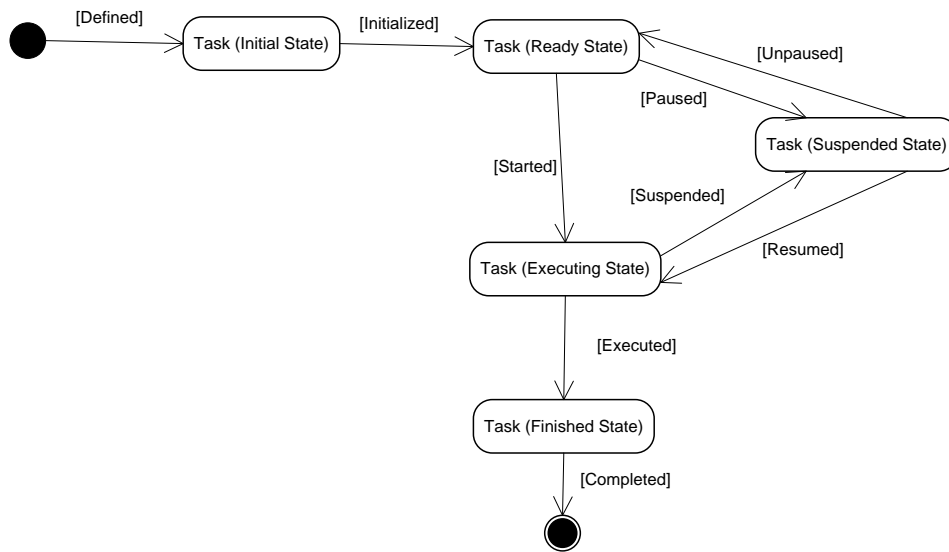 [Defined]
Task (Initial State)
[Initialized]
Task (Ready State)
[Unpaused]
[Paused]
Task (Suspended State)
[Started]
[Suspended]
[Resumed]
Task (Executing State)
[Executed]
Task (Finished State)
[Completed]